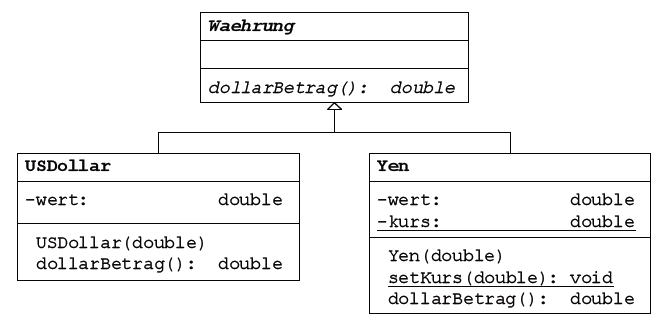 Waehrung
dollarBetrag(): double
USDollar
-wert: double
USDollar(double)
dollarBetrag(): double
Yen
-wert: double
-kurs: double
Yen(double)
setKurs(double): void
dollarBetrag(): double